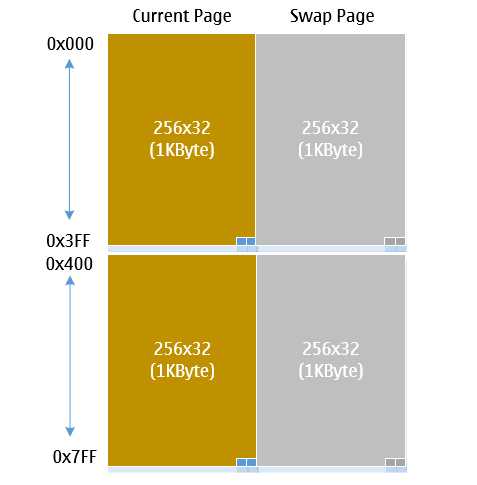 Current Page Swap Page
0x000
256x32 256x32
(1KByte) (1KByte)
0x3FF
0x400
256x32 256x32
(1KByte) (1KByte)
0x7FF